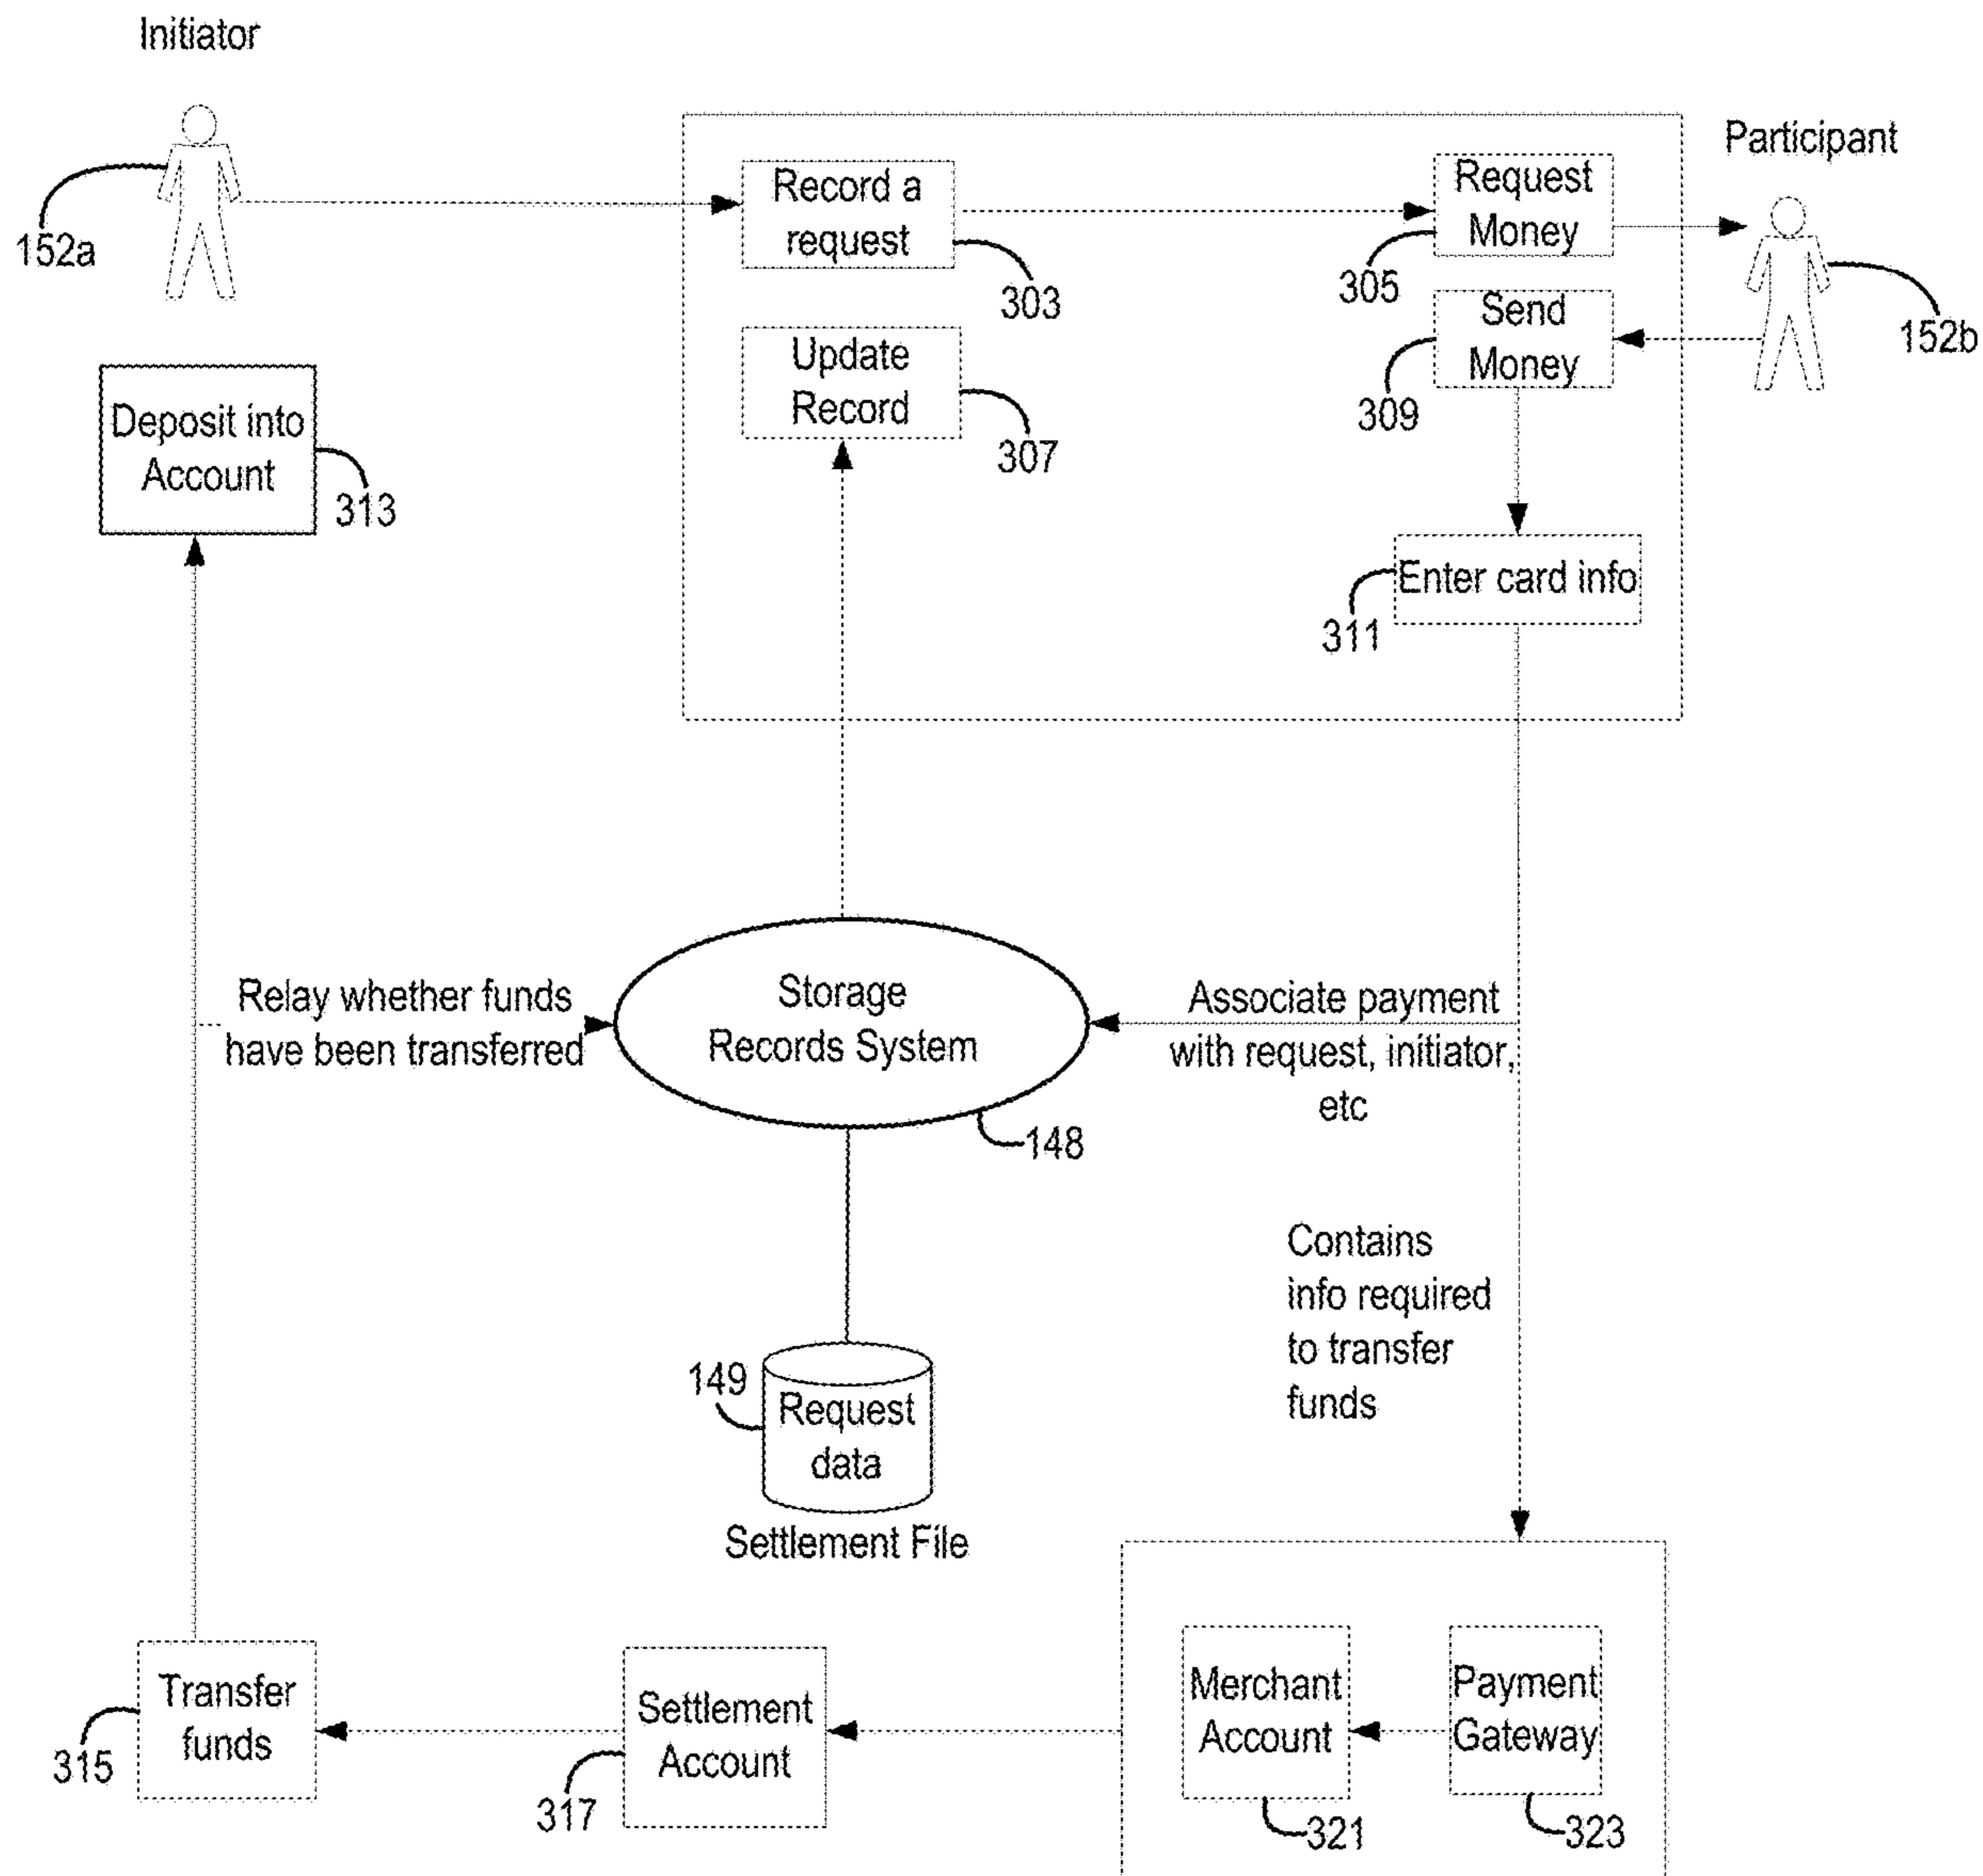 Initiator
152a
Record a
request
303
Request
Money
305
Participant
152b
Send
Money
309
Update
Record
307
Deposit into
Account
313
Enter card info
311
Relay whether funds
have been transferred
Storage
Records System
148
Associate payment
with request, initiator,
etc
Contains
info required
to transfer
funds
149
Request
data
Settlement File
Transfer
funds
315
Settlement
Account
317
Merchant
Account
321
Payment
Gateway
323